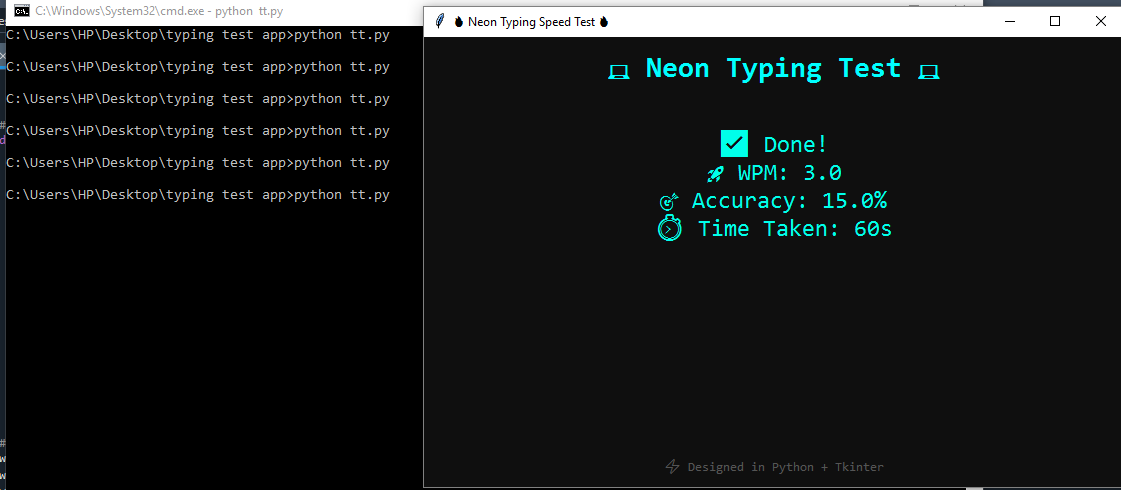 C:\Windows\System32\cmd.exe - python tt.py
C:\Users\HP\Desktop\typing test app>python tt.py
C:\Users\HP\Desktop\typing test app>python tt.py
C:\Users\HP\Desktop\typing test app>python tt.py
C:\Users\HP\Desktop\typing test app>python tt.py
C:\Users\HP\Desktop\typing test app>python tt.py
C:\Users\HP\Desktop\typing test app>python tt.py
🔥 Neon Typing Speed Test 🔥
💻 Neon Typing Test 💻
✅ Done!
🚀 WPM: 3.0
🎯 Accuracy: 15.0%
⏱ Time Taken: 60s
⚡ Designed in Python + Tkinter